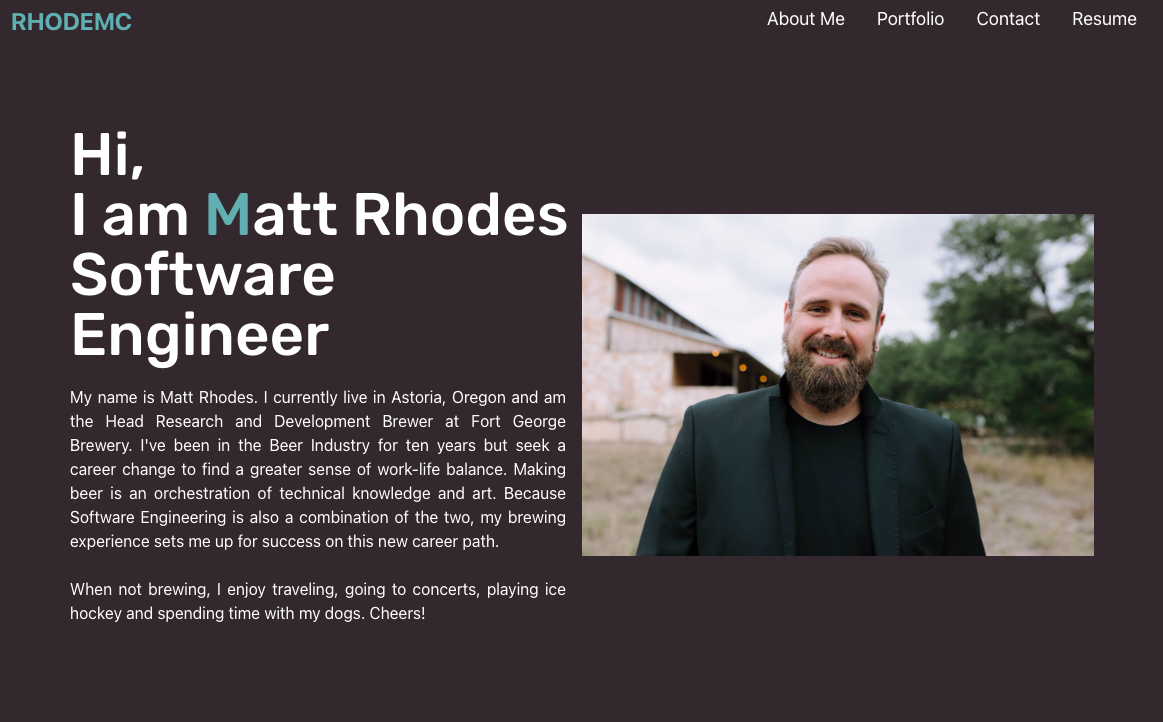 RHODEMC
About Me
Portfolio
Contact
Resume
Hi,
I am Matt Rhodes
Software
Engineer
My name is Matt Rhodes. I currently live in Astoria, Oregon and am
the Head Research and Development Brewer at Fort George
Brewery. I've been in the Beer Industry for ten years but seek a
career change to find a greater sense of work-life balance. Making
beer is an orchestration of technical knowledge and art. Because
Software Engineering is also a combination of the two, my brewing
experience sets me up for success on this new career path.
When not brewing, I enjoy traveling, going to concerts, playing ice
hockey and spending time with my dogs. Cheers!